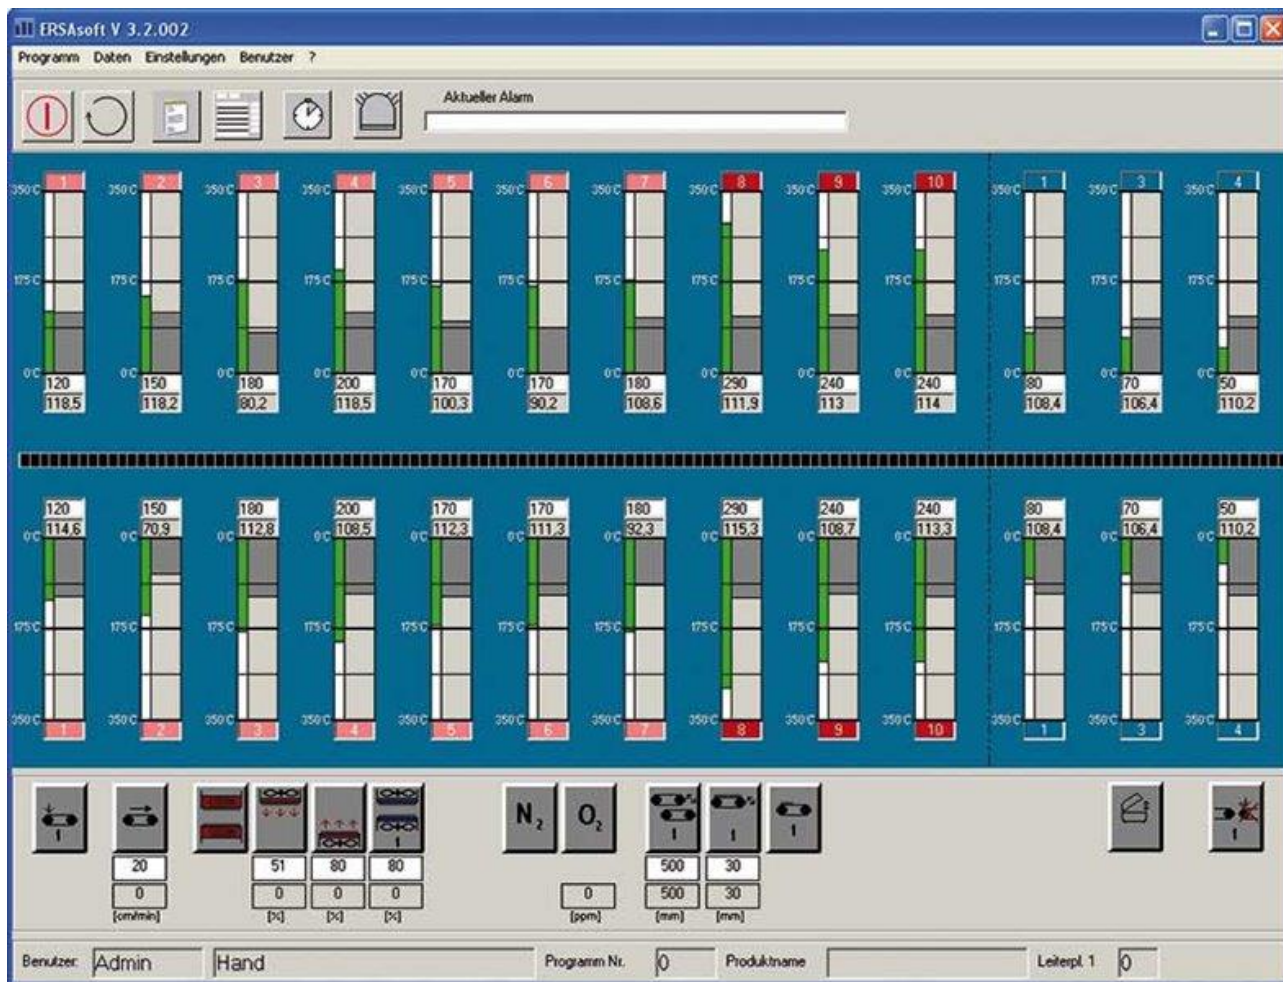 ERSAsoft V 3.2.002
Programm Daten Einstellungen Benutzer ?
Aktueller Alarm
1 2 3 4 5 6 7 8 9 10 1 3 4
350°C 350°C 350°C 350°C 350°C 350°C 350°C 350°C 350°C 350°C 350°C 350°C 350°C
175°C 175°C 175°C 175°C 175°C 175°C 175°C 175°C 175°C 175°C 175°C 175°C 175°C
0°C 0°C 0°C 0°C 0°C 0°C 0°C 0°C 0°C 0°C 0°C 0°C 0°C
120 150 180 200 170 170 180 290 240 240 80 70 50
118,5 118,2 80,2 118,5 100,3 90,2 108,6 111,9 113 114 108,4 106,4 110,2
120 150 180 200 170 170 180 290 240 240 80 70 50
114,6 70,9 112,8 108,5 112,3 111,3 92,3 115,3 108,7 113,3 108,4 106,4 110,2
0°C 0°C 0°C 0°C 0°C 0°C 0°C 0°C 0°C 0°C 0°C 0°C 0°C
175°C 175°C 175°C 175°C 175°C 175°C 175°C 175°C 175°C 175°C 175°C 175°C 175°C
350°C 350°C 350°C 350°C 350°C 350°C 350°C 350°C 350°C 350°C 350°C 350°C 350°C
1 2 3 4 5 6 7 8 9 10 1 3 4
N2 O2
1 1 1 1 1 1
20 51 80 80 500 30
0 0 0 0 0 500 30
[cm/min] [%] [%] [%] [ppm] [mm] [mm]
Benutzer: Admin Hand Programm Nr. 0 Produktname Leiterpl. 1 0